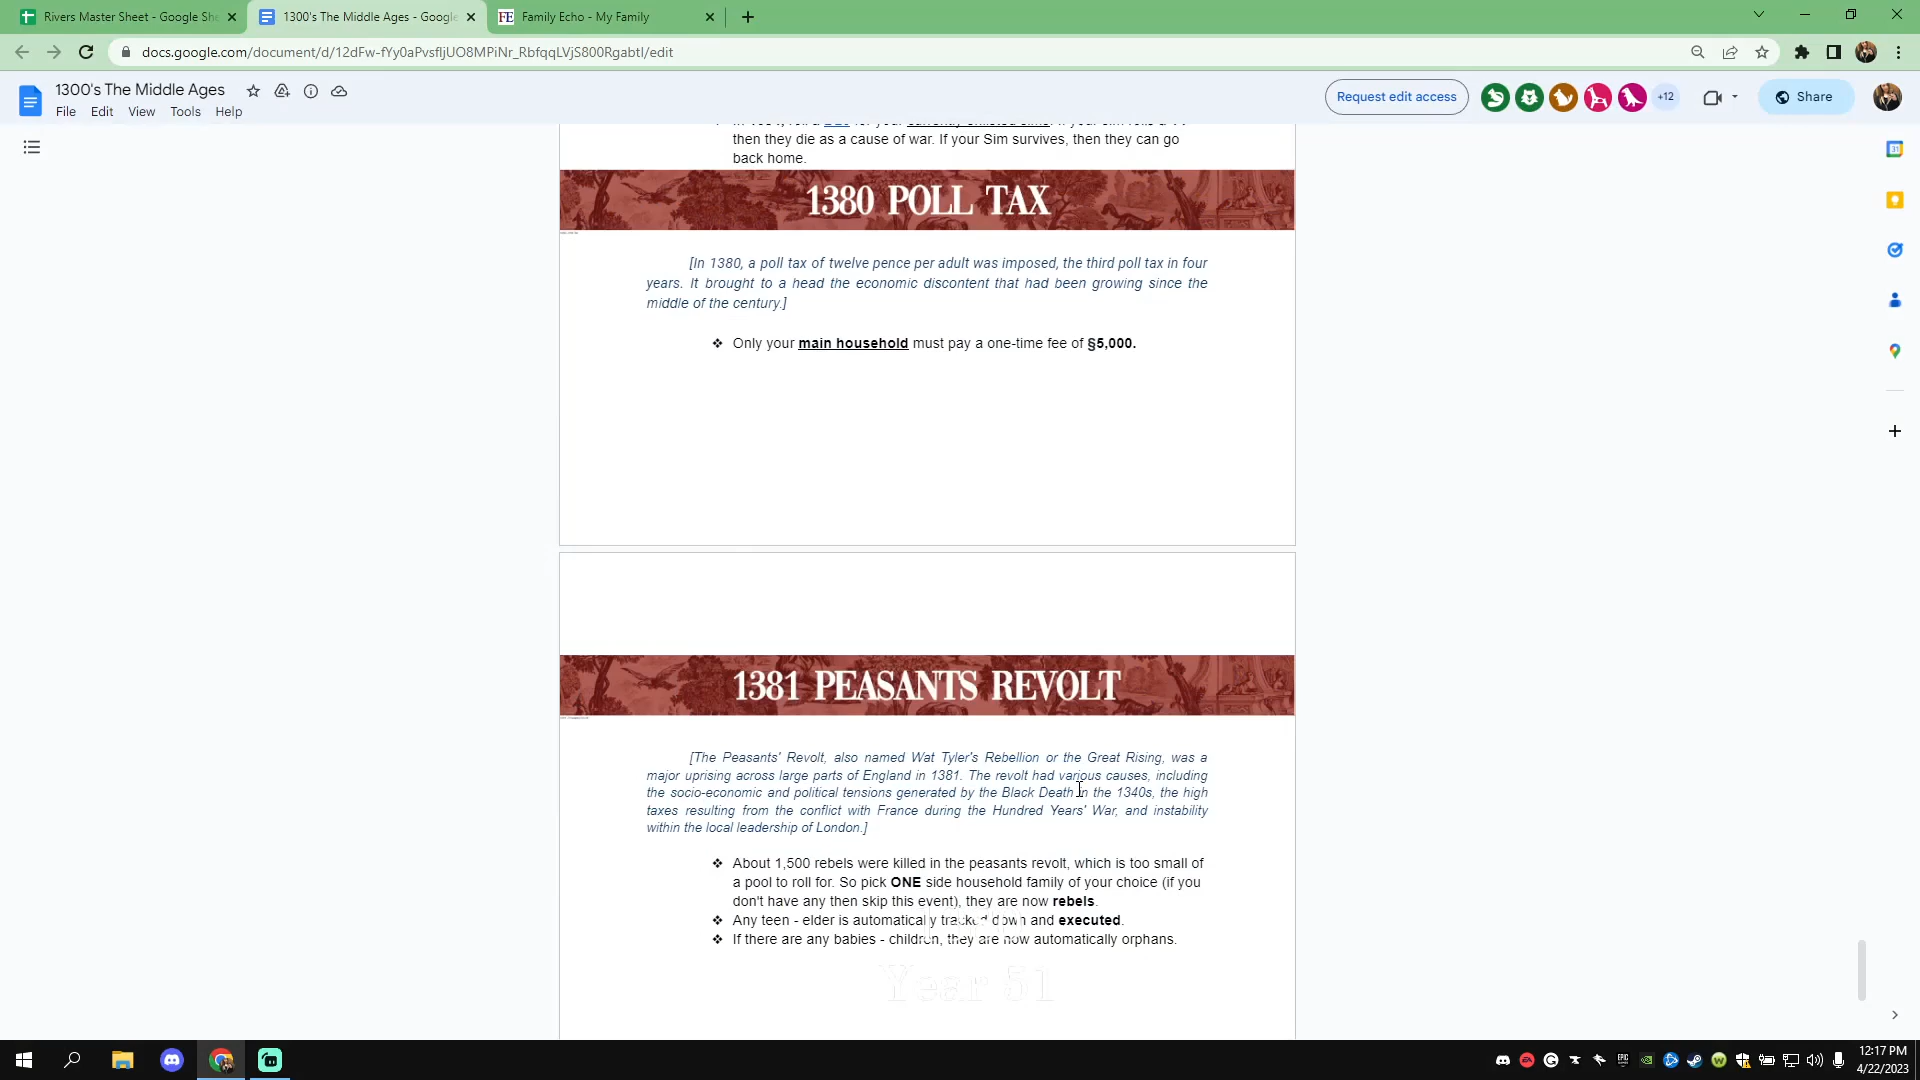 Rivers Master Sheet - Google She
1300's The Middle Ages - Google
FE Family Echo - My Family
docs.google.com/document/d/12dFw-fYy0aPvsfljUO8MPiNr_RbfqqLVjS800Rgabtl/edit
1300's The Middle Ages
Request edit access
+12
Share
File Edit View Tools Help
then they die as a cause of war. If your Sim survives, then they can go
back home.
1380 POLL TAX
[In 1380, a poll tax of twelve pence per adult was imposed, the third poll tax in four
years. It brought to a head the economic discontent that had been growing since the
middle of the century.]
❖ Only your main household must pay a one-time fee of §5,000.
1381 PEASANTS REVOLT
[The Peasants' Revolt, also named Wat Tyler's Rebellion or the Great Rising, was a
major uprising across large parts of England in 1381. The revolt had various causes, including
the socio-economic and political tensions generated by the Black Death in the 1340s, the high
taxes resulting from the conflict with France during the Hundred Years' War, and instability
within the local leadership of London.]
❖ About 1,500 rebels were killed in the peasants revolt, which is too small of
a pool to roll for. So pick ONE side household family of your choice (if you
don't have any then skip this event), they are now rebels.
❖ Any teen - elder is automatically tracked down and executed.
❖ If there are any babies - children, they are now automatically orphans.
Year 51
12:17 PM
4/22/2023